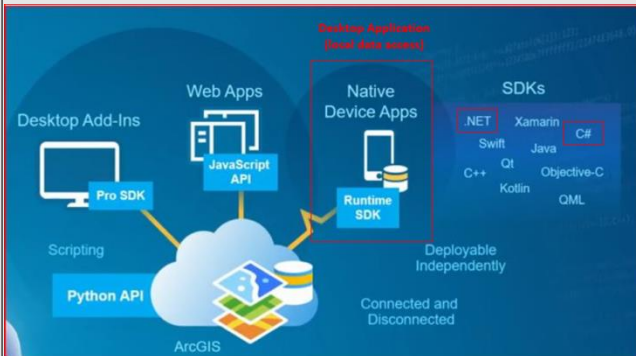 Desktop Application
(local data access)
Desktop Add-Ins
Web Apps
Native
Device Apps
SDKs
Pro SDK
JavaScript
API
Runtime
SDK
.NET
Xamarin
C#
Swift
Java
C++
Qt
Objective-C
Kotlin
QML
Scripting
Python API
ArcGIS
Deployable
Independently
Connected and
Disconnected